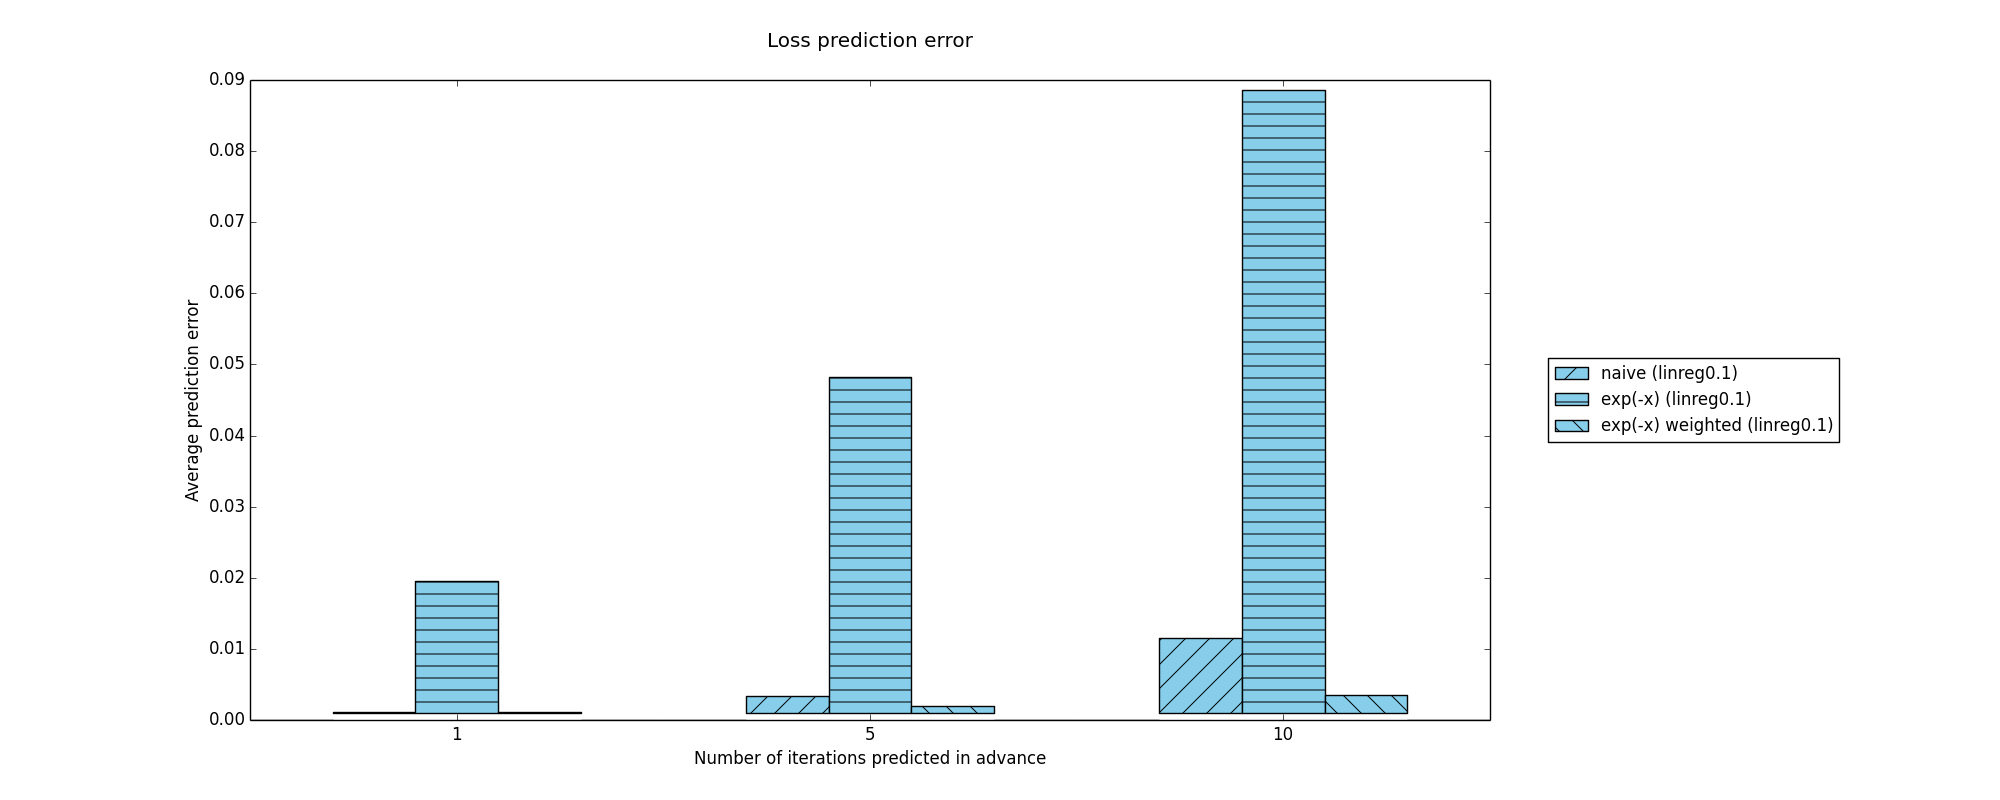 Loss prediction error
0.09
0.08
0.07
0.06
0.05
0.04
0.03
0.02
0.01
0.00
Average prediction error
1
5
10
Number of iterations predicted in advance
naive (linreg0.1)
exp(-x) (linreg0.1)
exp(-x) weighted (linreg0.1)